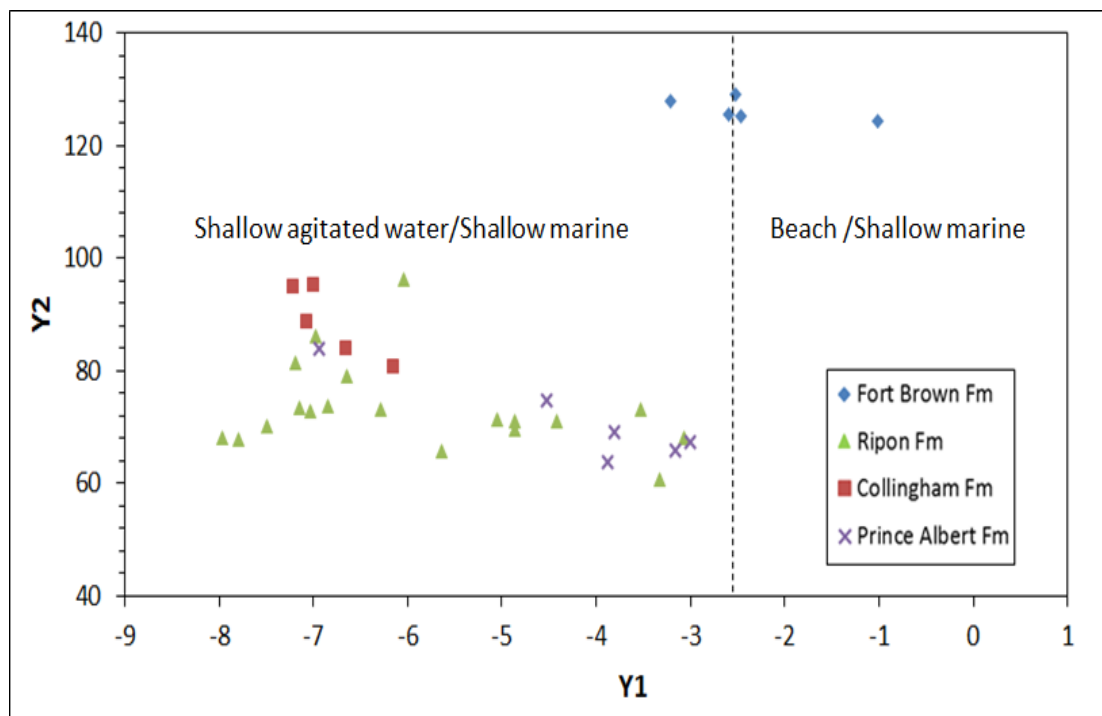 140
120
100
80
60
40
Y2
Shallow agitated water/Shallow marine
Beach /Shallow marine
Fort Brown Fm
Ripon Fm
Collingham Fm
Prince Albert Fm
-9 -8 -7 -6 -5 -4 -3 -2 -1 0 1
Y1